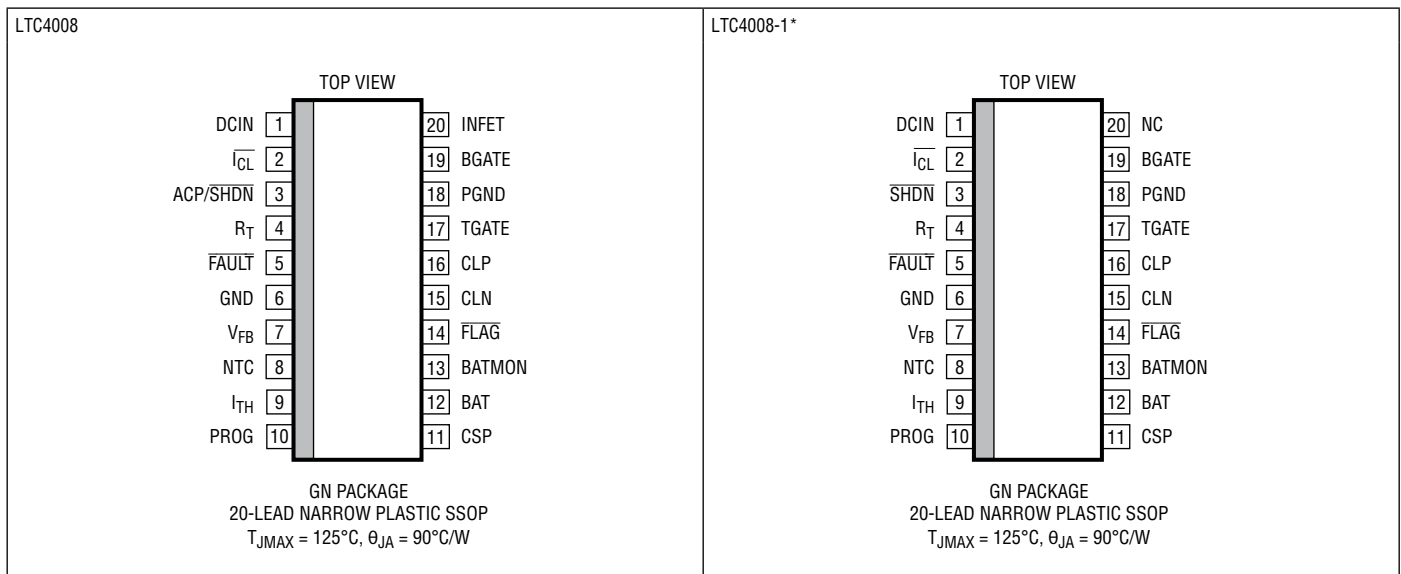 LTC4008
TOP VIEW
DCIN 1
I̅C̅L̅ 2
ACP/S̅H̅D̅N̅ 3
RT 4
F̅A̅U̅L̅T̅ 5
GND 6
VFB 7
NTC 8
ITH 9
PROG 10
20 INFET
19 BGATE
18 PGND
17 TGATE
16 CLP
15 CLN
14 F̅L̅A̅G̅
13 BATMON
12 BAT
11 CSP
GN PACKAGE
20-LEAD NARROW PLASTIC SSOP
TJMAX = 125°C, θJA = 90°C/W
LTC4008-1*
TOP VIEW
DCIN 1
I̅C̅L̅ 2
S̅H̅D̅N̅ 3
RT 4
F̅A̅U̅L̅T̅ 5
GND 6
VFB 7
NTC 8
ITH 9
PROG 10
20 NC
19 BGATE
18 PGND
17 TGATE
16 CLP
15 CLN
14 F̅L̅A̅G̅
13 BATMON
12 BAT
11 CSP
GN PACKAGE
20-LEAD NARROW PLASTIC SSOP
TJMAX = 125°C, θJA = 90°C/W